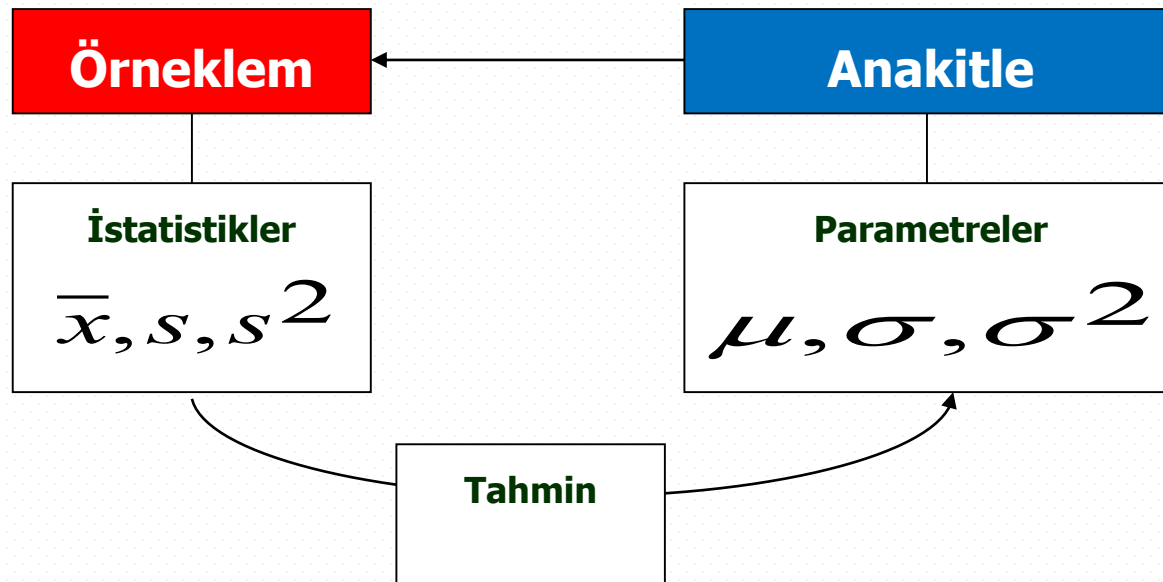 Örneklem
Anakitle
İstatistikler
x̅, s, s²
Parametreler
μ, σ, σ²
Tahmin